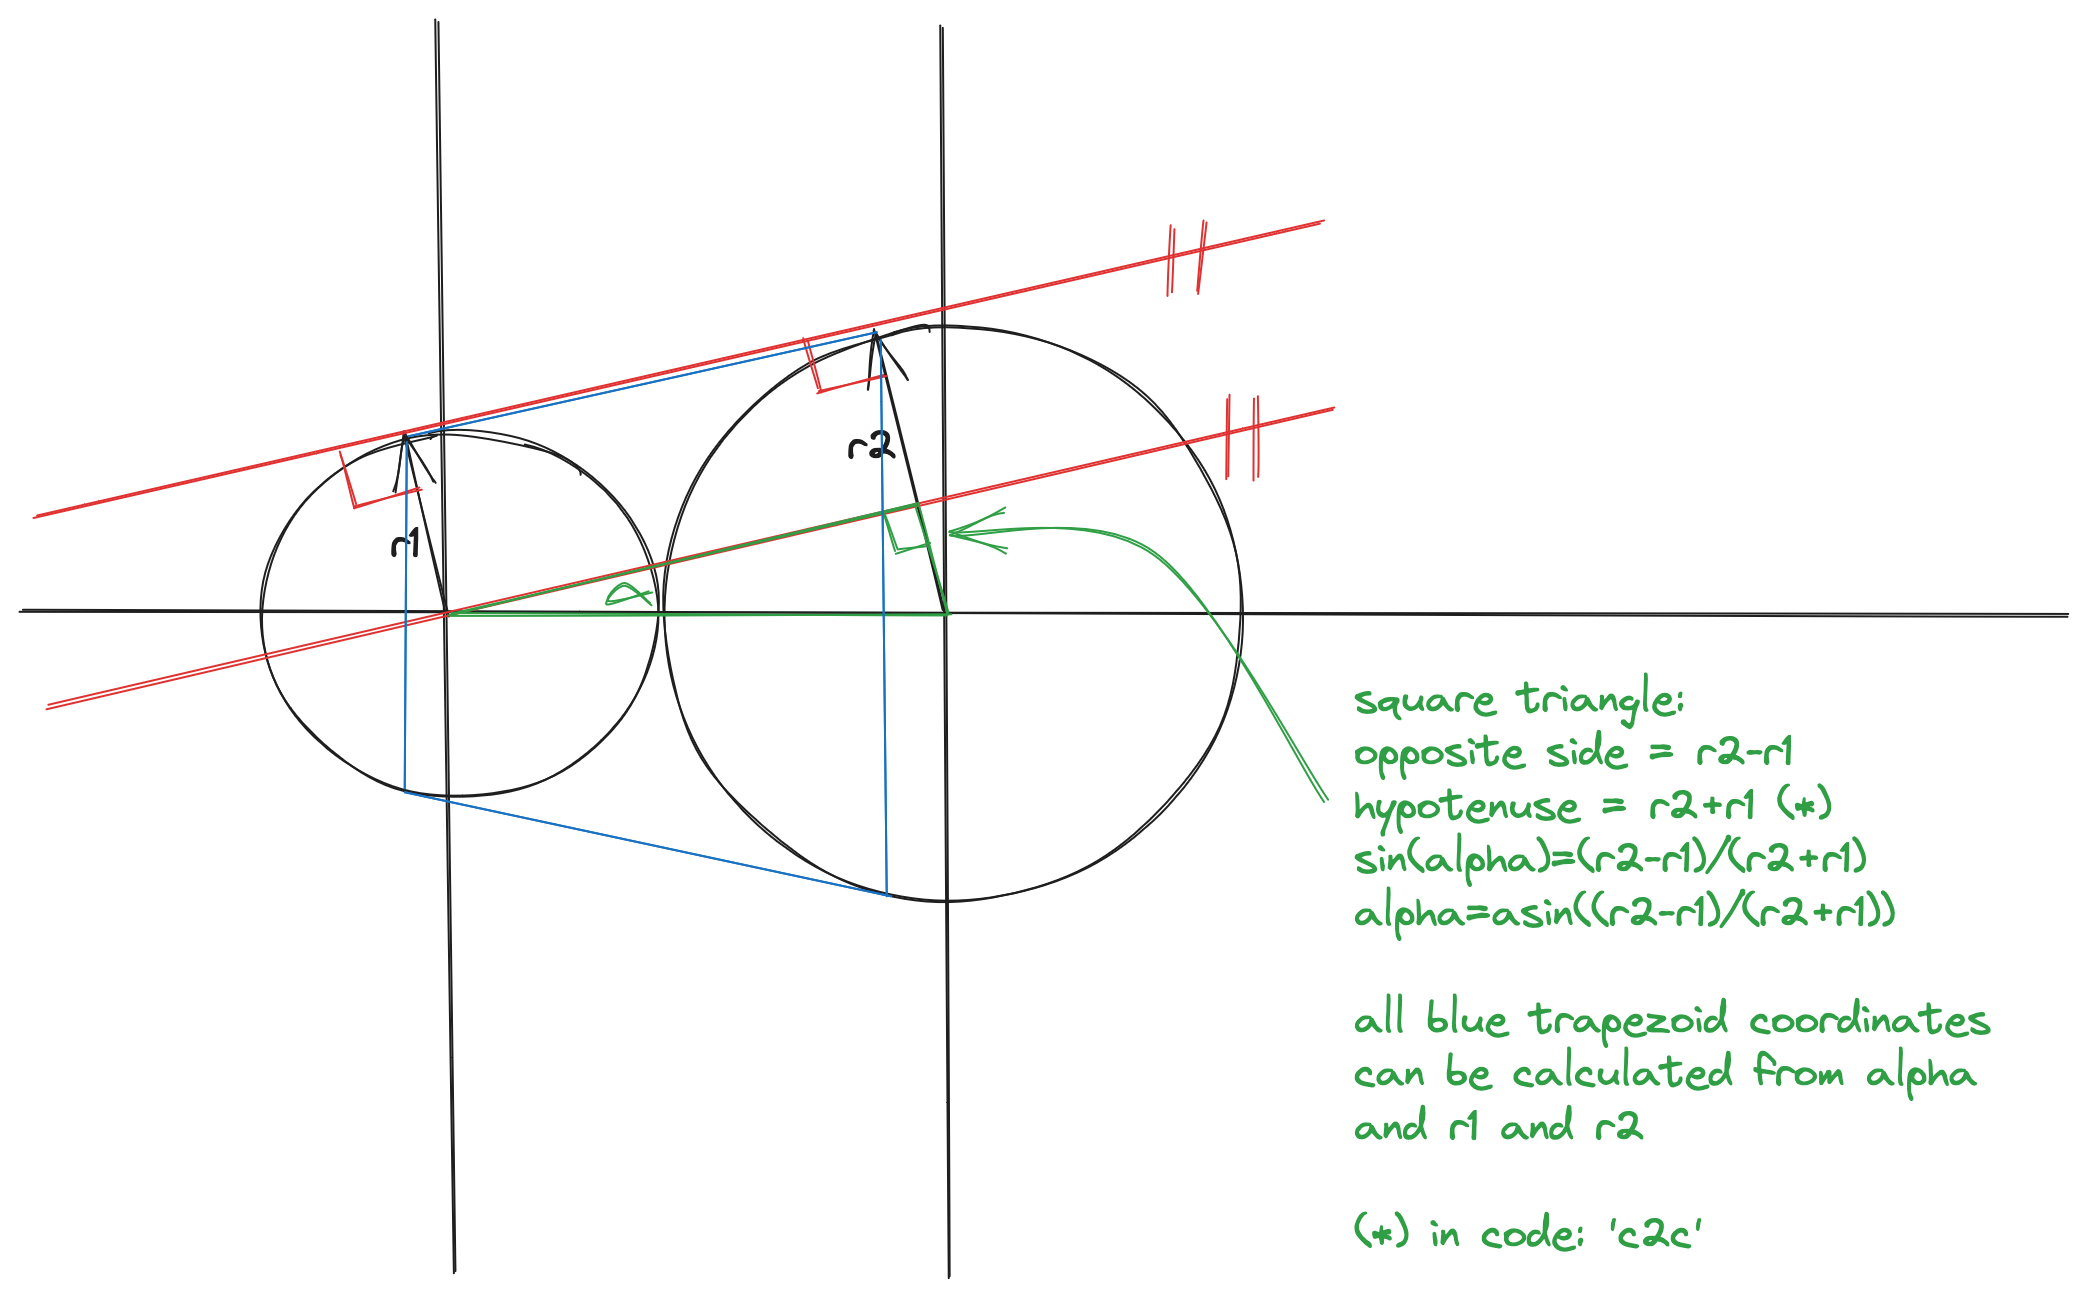 r2
r1
square triangle:
opposite side = r2-r1
hypotenuse = r2+r1 (*)
sin(alpha)=(r2-r1)/(r2+r1)
alpha=asin((r2-r1)/(r2+r1))
all blue trapezoid coordinates
can be calculated from alpha
and r1 and r2
(*) in code: 'c2c'